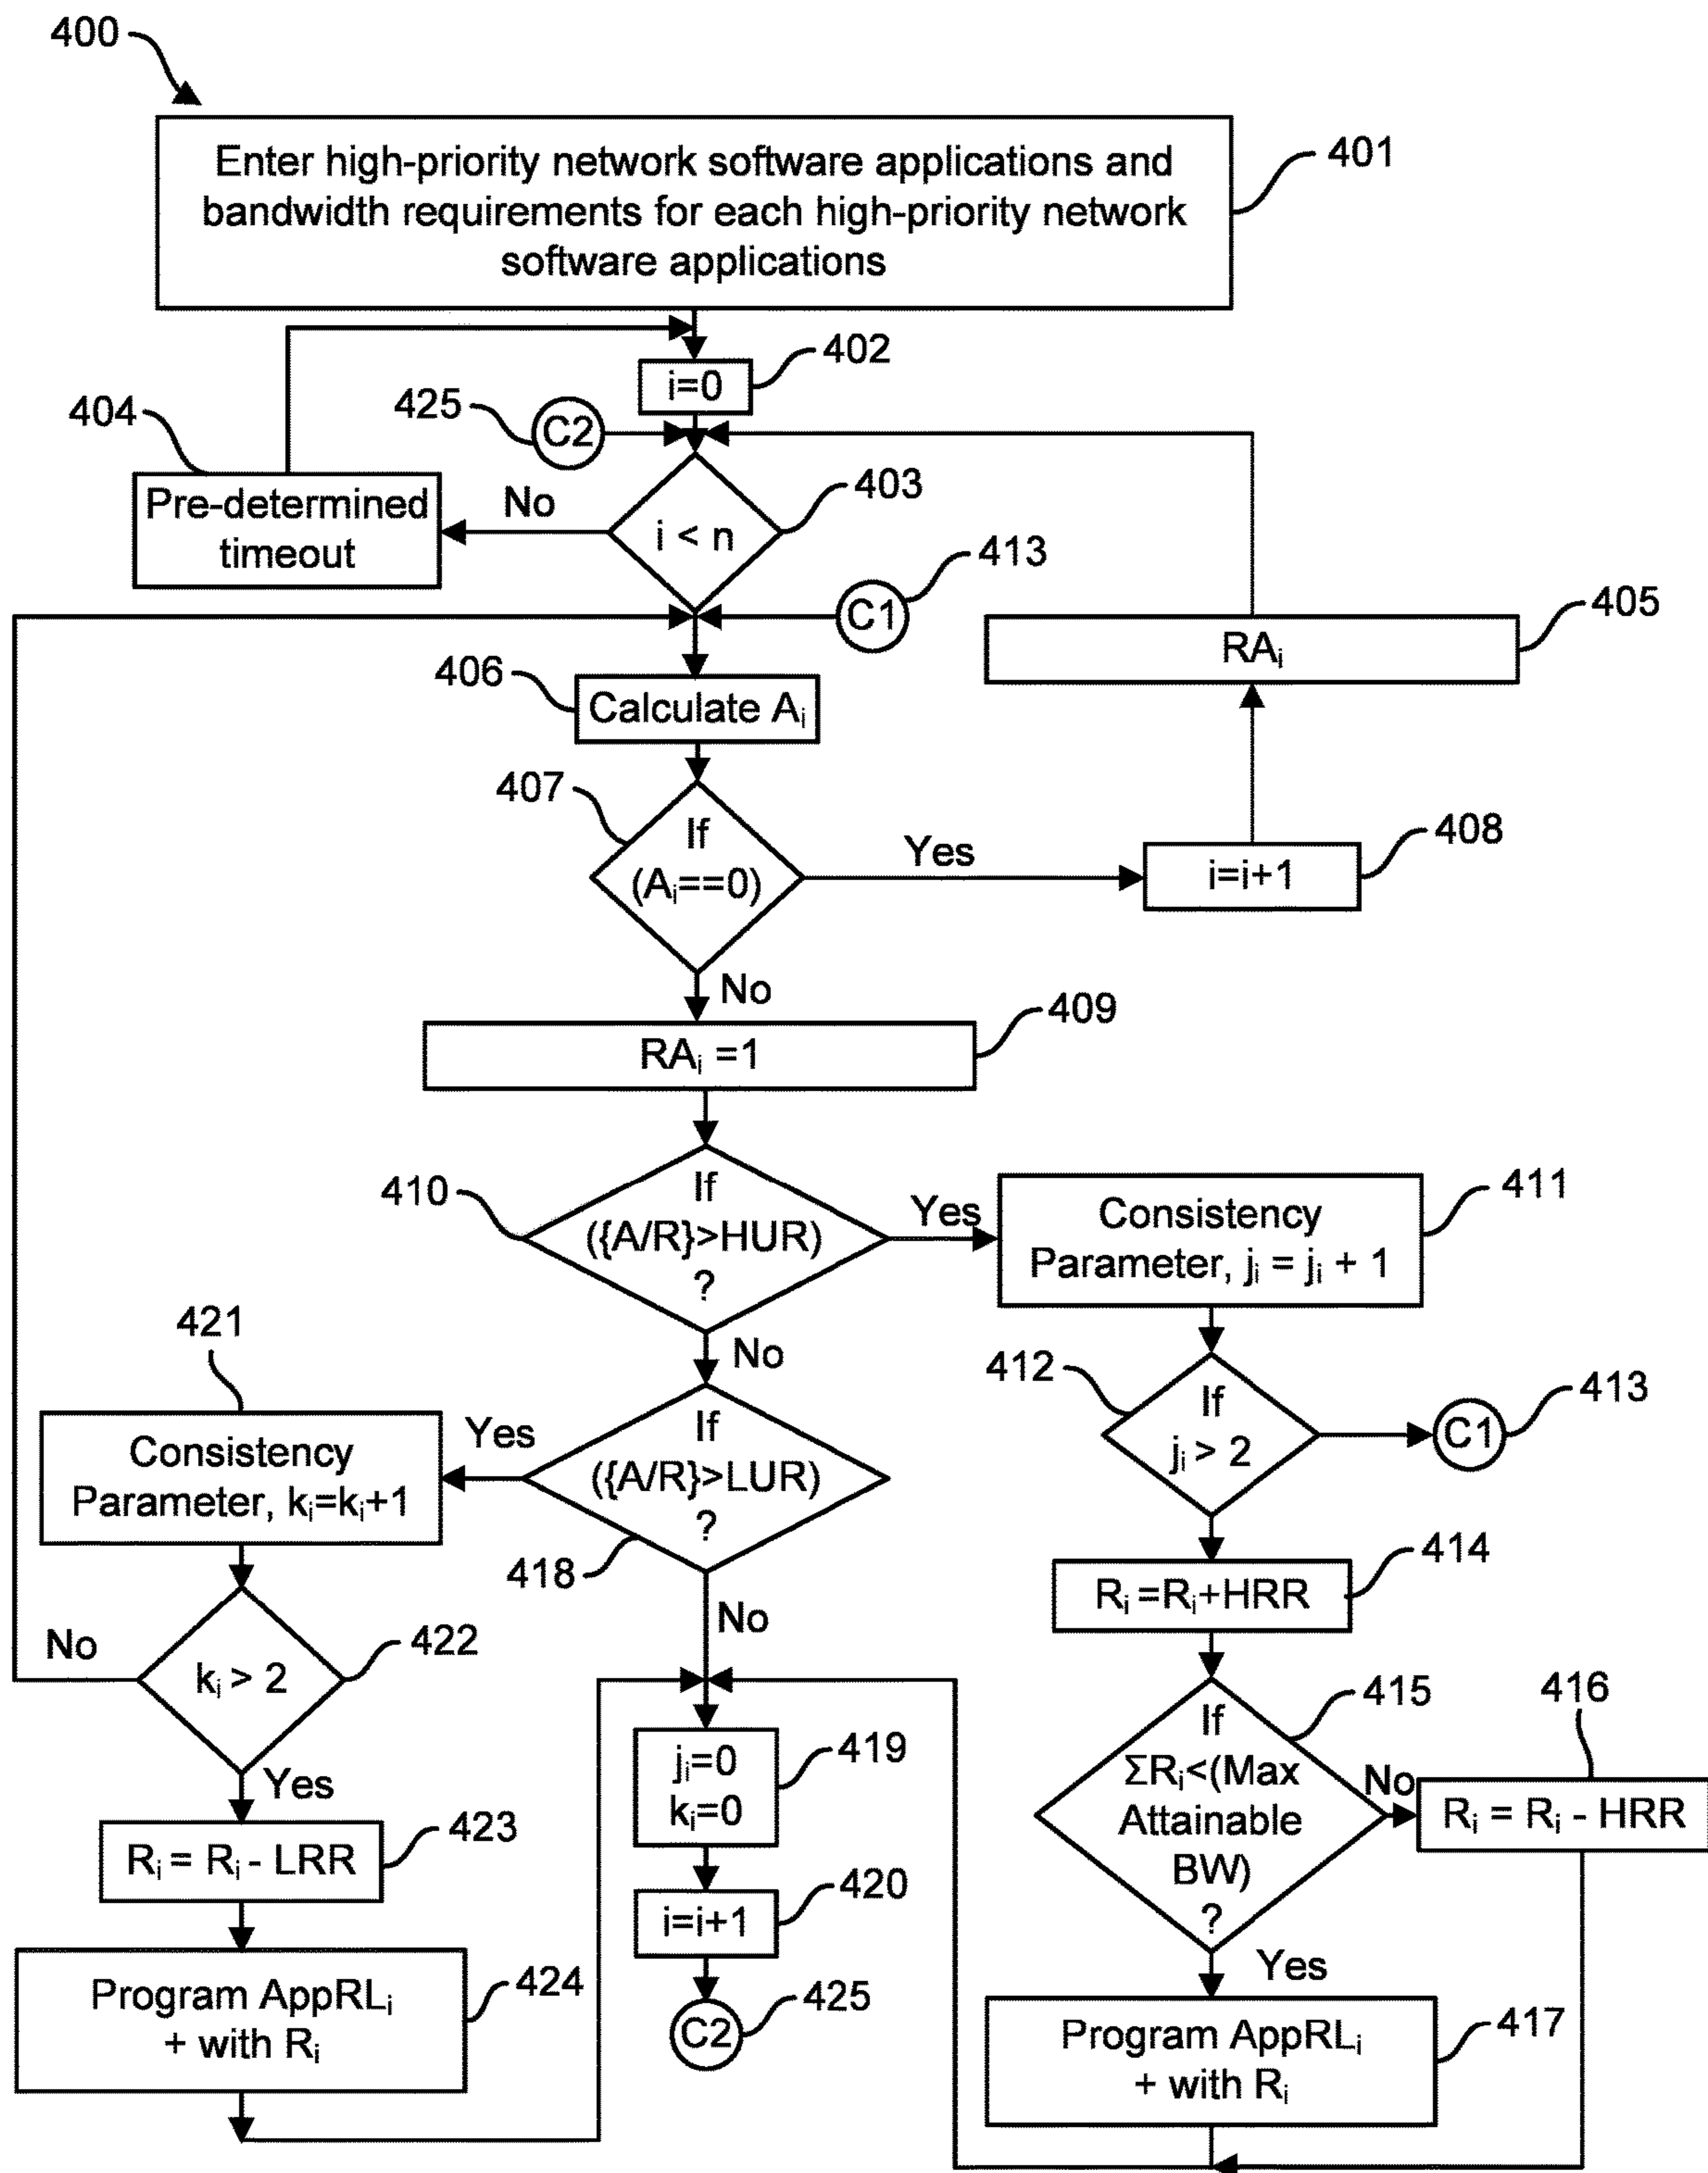 400
Enter high-priority network software applications and
bandwidth requirements for each high-priority network
software applications
401
i=0
402
425
C2
404
Pre-determined
timeout
No
i < n
403
C1
413
RAᵢ
405
406
Calculate Aᵢ
407
If
(Aᵢ==0)
Yes
i=i+1
408
No
RAᵢ =1
409
410
If
({A/R}>HUR)
?
Yes
Consistency
Parameter, jᵢ = jᵢ + 1
411
No
421
Consistency
Parameter, kᵢ=kᵢ+1
Yes
If
({A/R}>LUR)
?
418
412
If
jᵢ > 2
C1
413
No
Rᵢ =Rᵢ+HRR
414
No
kᵢ > 2
422
Yes
jᵢ=0
kᵢ=0
419
If
ΣRᵢ<(Max
Attainable
BW)
?
415
No
416
Rᵢ = Rᵢ - HRR
Rᵢ = Rᵢ - LRR
423
i=i+1
420
Yes
Program AppRLᵢ
+ with Rᵢ
424
C2
425
Program AppRLᵢ
+ with Rᵢ
417